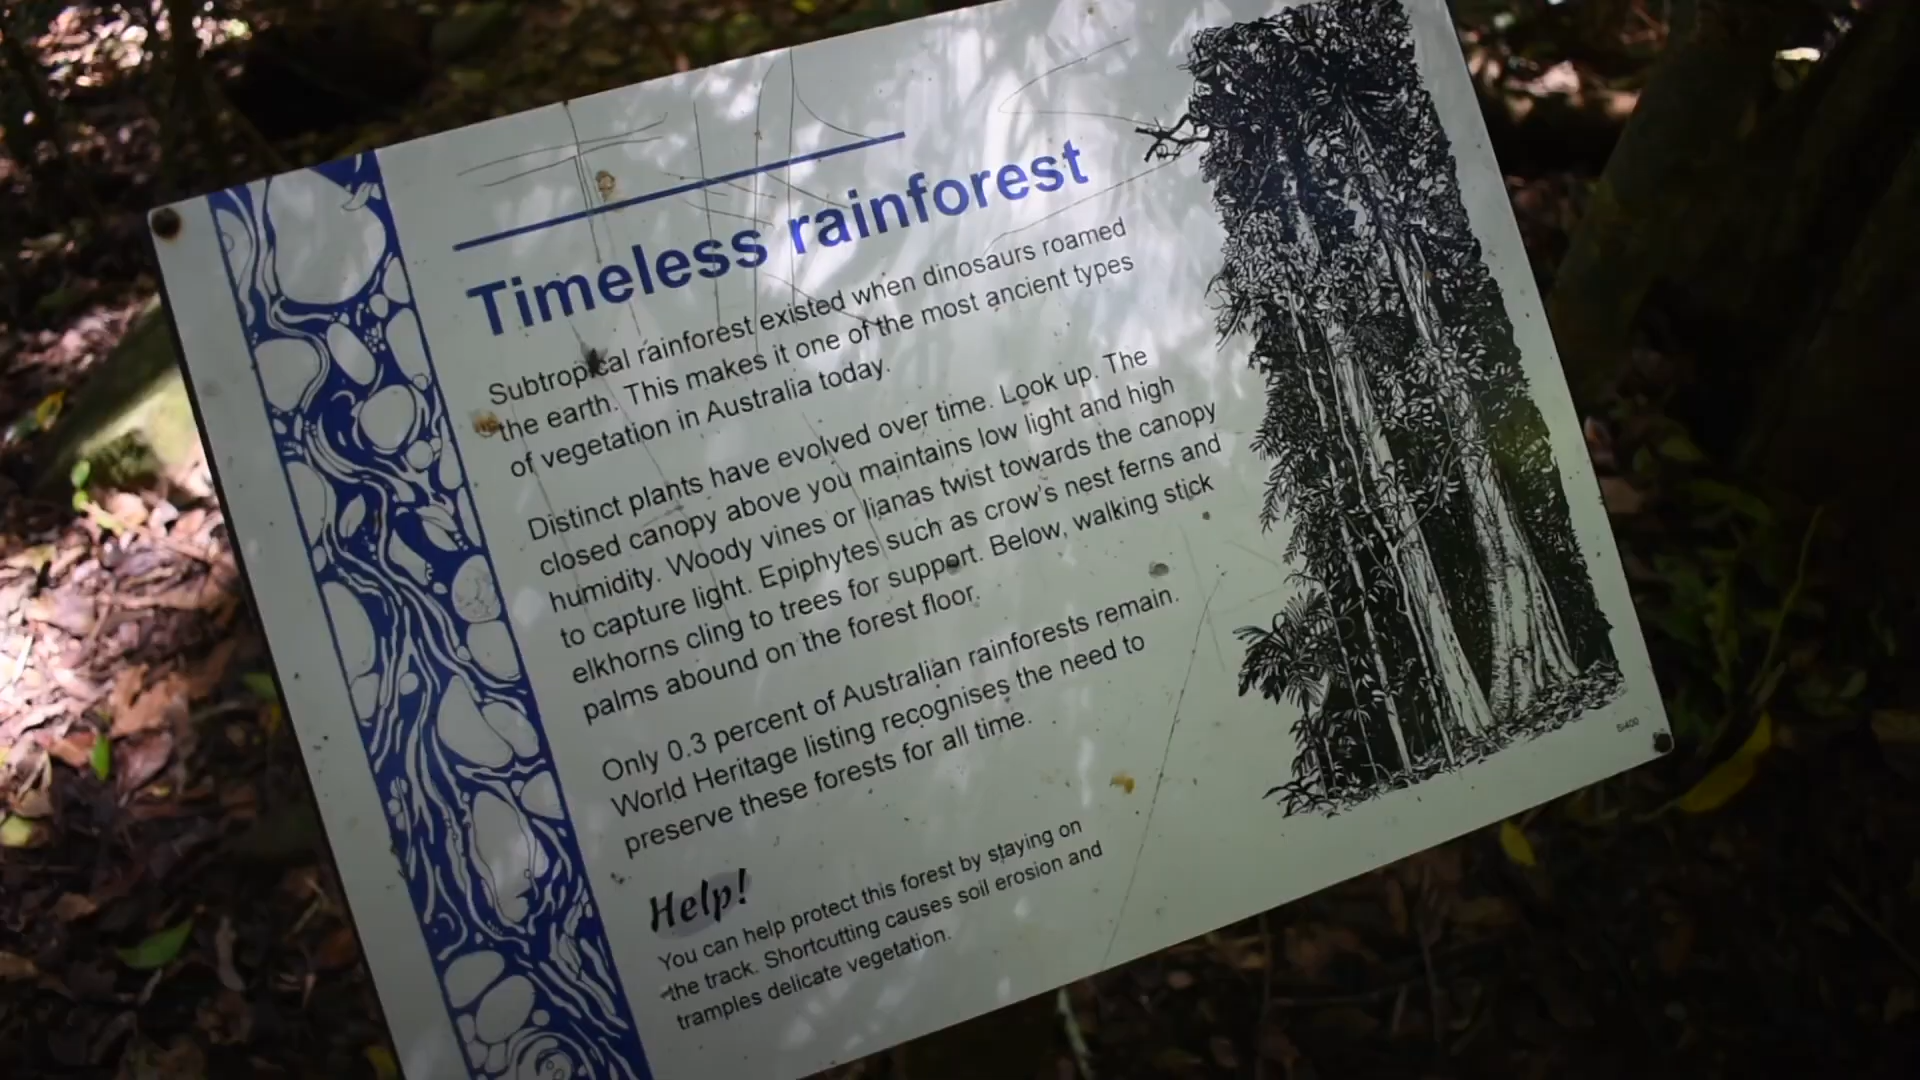 Timeless rainforest
Subtropical rainforest existed when dinosaurs roamed
the earth. This makes it one of the most ancient types
of vegetation in Australia today.
Distinct plants have evolved over time. Look up. The
closed canopy above you maintains low light and high
humidity. Woody vines or lianas twist towards the canopy
to capture light. Epiphytes such as crow's nest ferns and
elkhorns cling to trees for support. Below, walking stick
palms abound on the forest floor.
Only 0.3 percent of Australian rainforests remain.
World Heritage listing recognises the need to
preserve these forests for all time.
Help!
You can help protect this forest by staying on
the track. Shortcutting causes soil erosion and
tramples delicate vegetation.